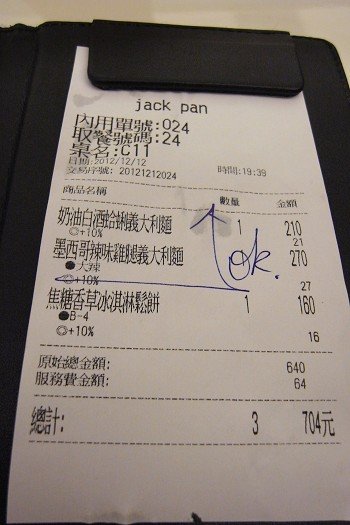 jack pan
內用單號:024
取餐號碼:24
桌名:C11
日期:2012/12/12 時間:19:39
交易序號: 20121212024
商品名稱 數量 金額
奶油白酒蛤蜊義大利麵 1 210
◎+10% 21
墨西哥辣味雞腿義大利麵 270
●大辣
◎+10% 27
焦糖香草冰淇淋鬆餅 1 160
●B-4
◎+10% 16
原始總金額: 640
服務費金額: 64
總計: 3 704元
ok.